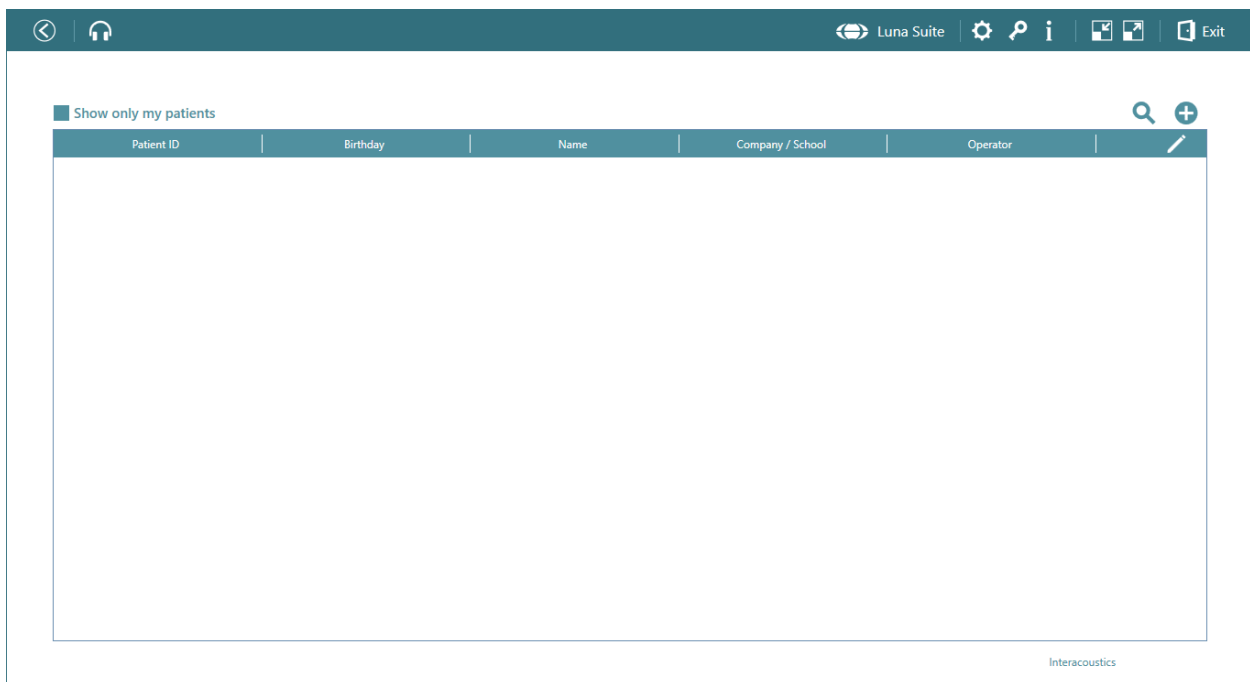 Luna Suite Exit
Show only my patients
Patient ID Birthday Name Company / School Operator
Interacoustics